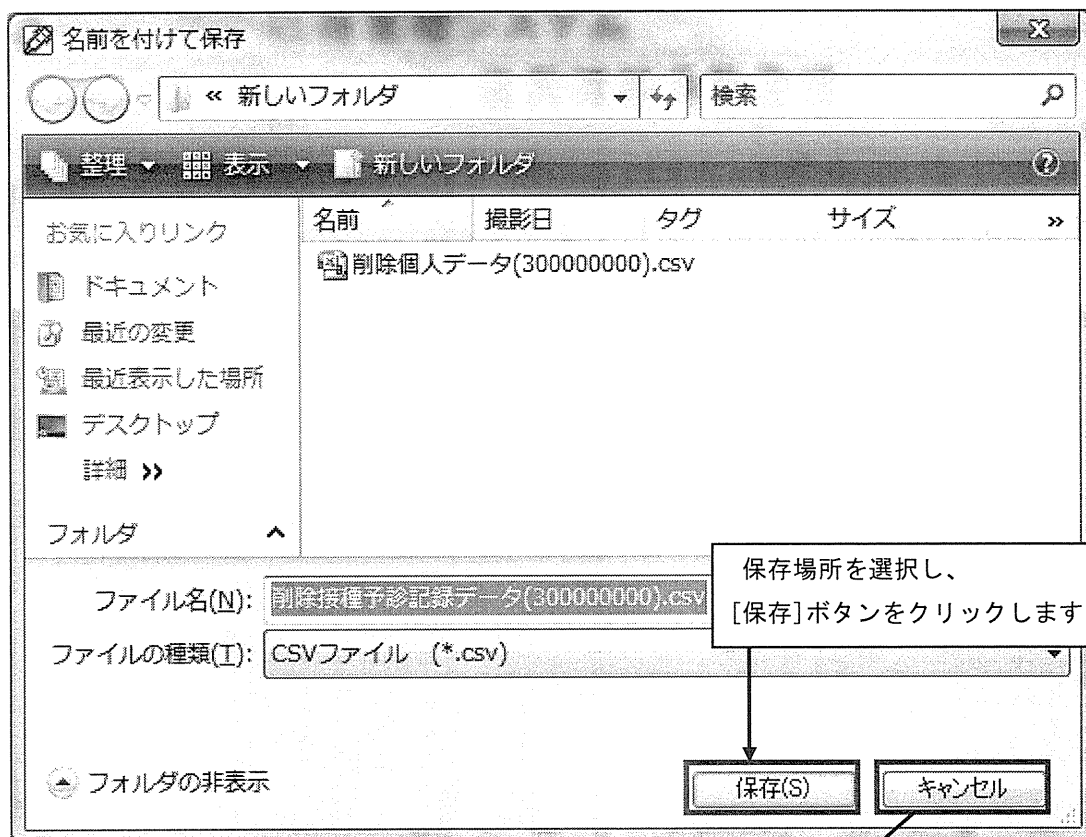 名前を付けて保存
« 新しいフォルダ
検索
整理 表示 新しいフォルダ
お気に入りリンク
ドキュメント
最近の変更
最近表示した場所
デスクトップ
詳細 »
フォルダ
名前 撮影日 タグ サイズ »
削除個人データ(300000000).csv
ファイル名(N): 削除接種予診記録データ(300000000).csv
ファイルの種類(T): CSVファイル (*.csv)
保存場所を選択し、
[保存]ボタンをクリックします
フォルダの非表示
保存(S)
キャンセル